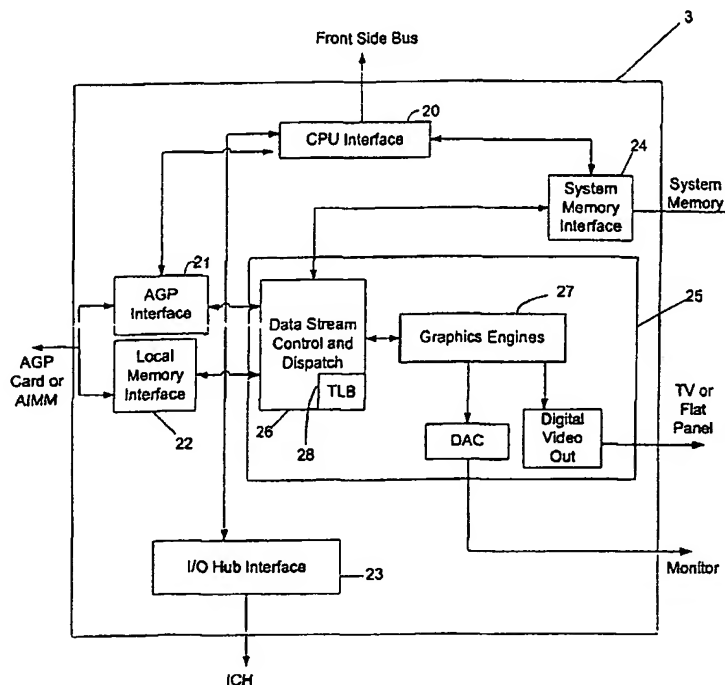 Front Side Bus
3
20
CPU Interface
24
System
Memory
Interface
System
Memory
21
AGP
Interface
Local
Memory
Interface
22
AGP
Card or
AIMM
Data Stream
Control and
Dispatch
TLB
26
28
27
Graphics Engines
25
DAC
Digital
Video
Out
TV or
Flat
Panel
I/O Hub Interface
23
Monitor
ICH